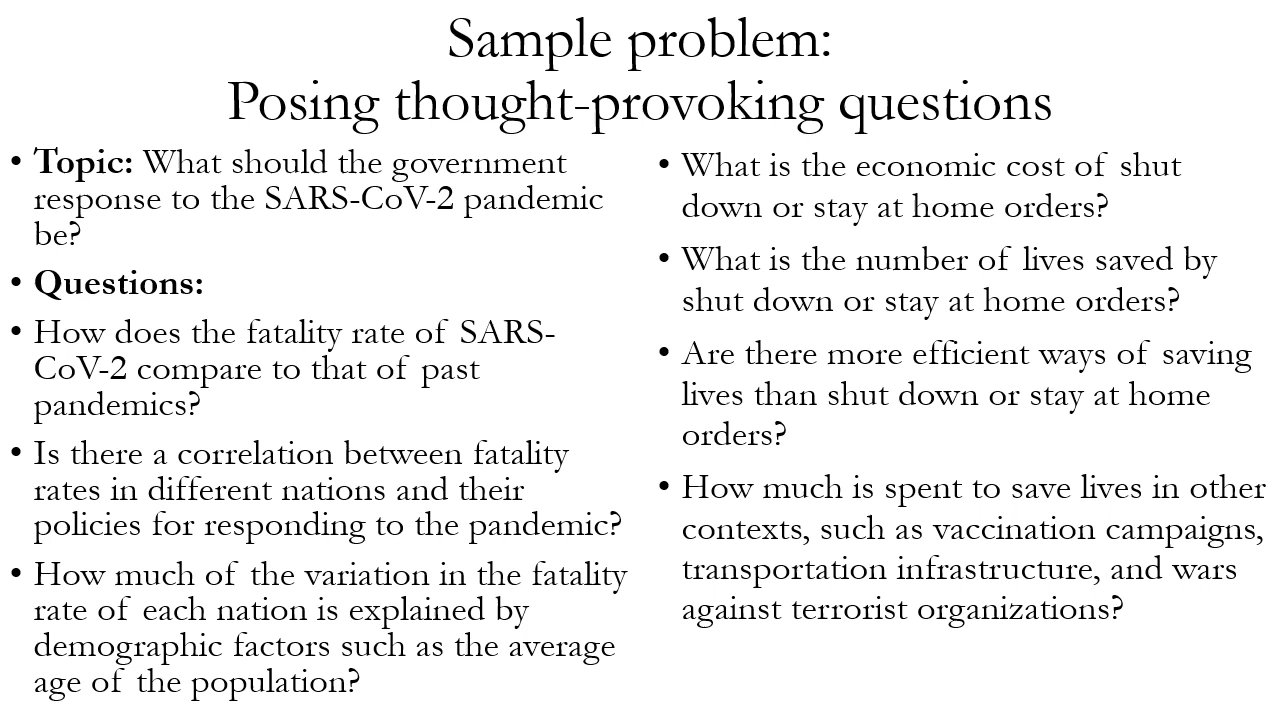 Sample problem:
Posing thought-provoking questions
• Topic: What should the government
response to the SARS-CoV-2 pandemic
be?
• Questions:
• How does the fatality rate of SARS-
CoV-2 compare to that of past
pandemics?
• Is there a correlation between fatality
rates in different nations and their
policies for responding to the pandemic?
• How much of the variation in the fatality
rate of each nation is explained by
demographic factors such as the average
age of the population?
• What is the economic cost of shut
down or stay at home orders?
• What is the number of lives saved by
shut down or stay at home orders?
• Are there more efficient ways of saving
lives than shut down or stay at home
orders?
• How much is spent to save lives in other
contexts, such as vaccination campaigns,
transportation infrastructure, and wars
against terrorist organizations?